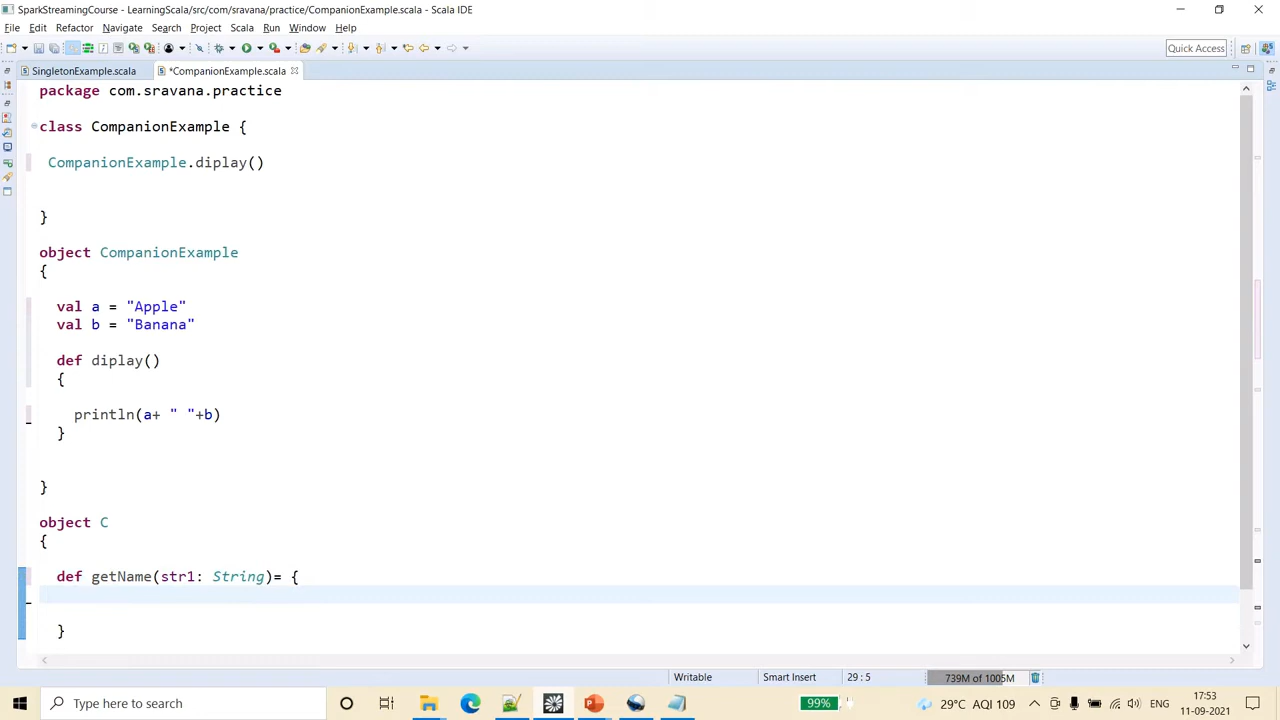 SparkStreamingCourse - LearningScala/src/com/sravana/practice/CompanionExample.scala - Scala IDE
File Edit Refactor Navigate Search Project Scala Run Window Help
Quick Access
SingletonExample.scala *CompanionExample.scala
package com.sravana.practice
class CompanionExample {
CompanionExample.diplay()
}
object CompanionExample
{
val a = "Apple"
val b = "Banana"
def diplay()
{
println(a+ " "+b)
}
}
object C
{
def getName(str1: String)= {
}
Writable Smart Insert 29 : 5 739M of 1005M
Type here to search 99% 29°C AQI 109 ENG 17:53
11-09-2021